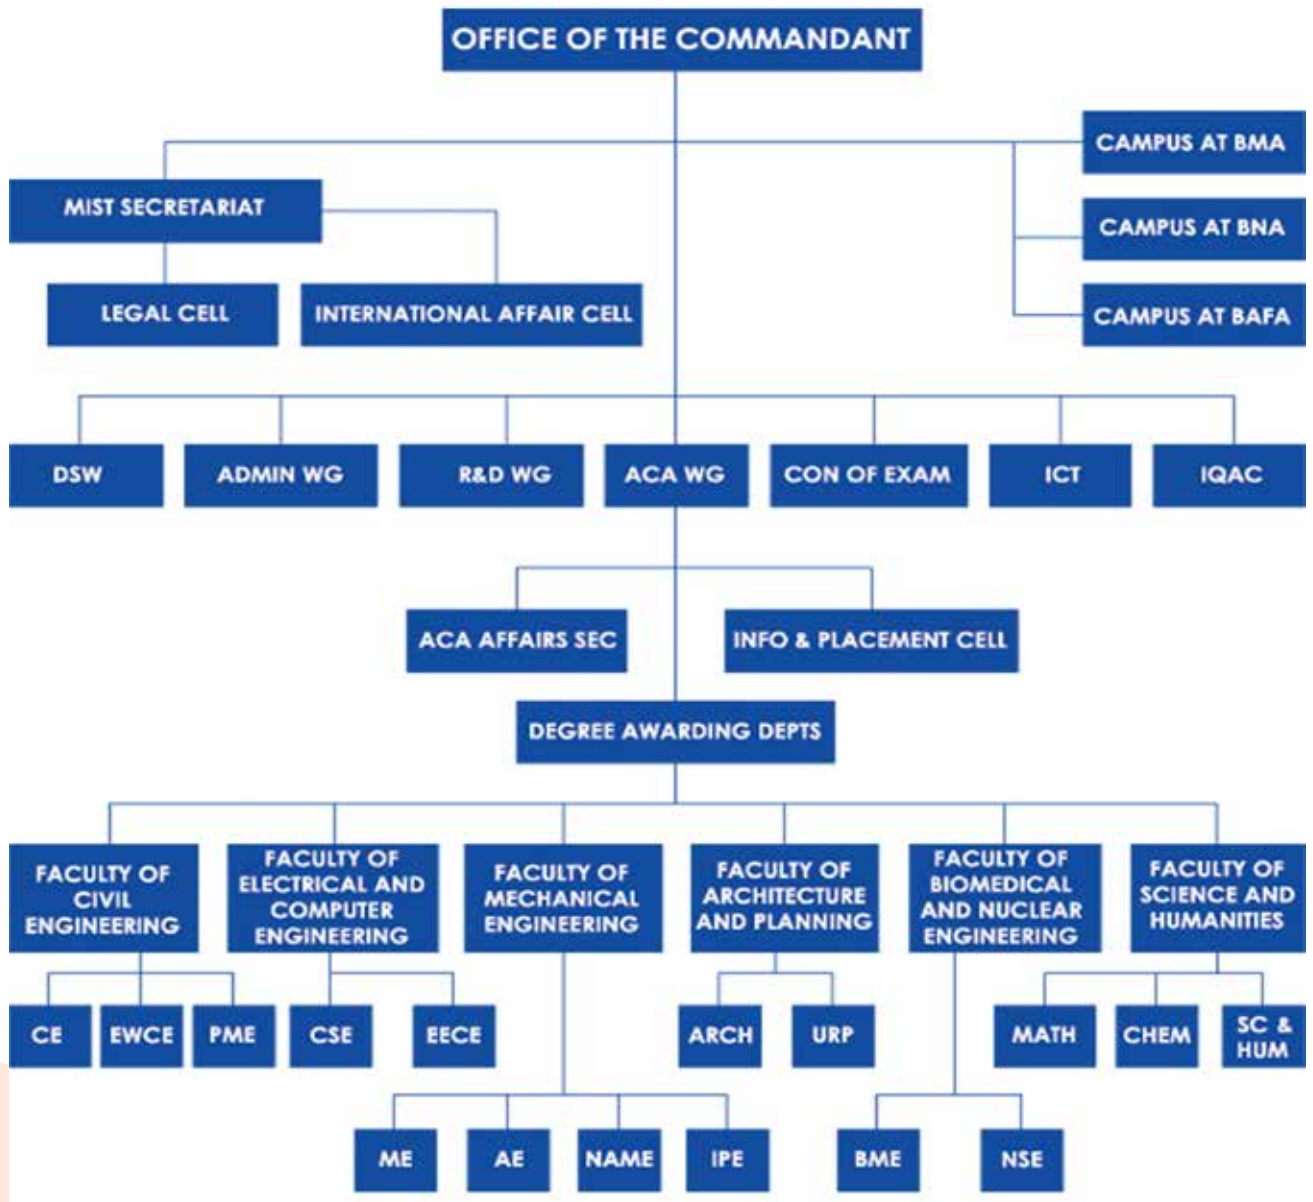 OFFICE OF THE COMMANDANT
CAMPUS AT BMA
MIST SECRETARIAT
CAMPUS AT BNA
LEGAL CELL
INTERNATIONAL AFFAIR CELL
CAMPUS AT BAFA
DSW
ADMIN WG
R&D WG
ACA WG
CON OF EXAM
ICT
IQAC
ACA AFFAIRS SEC
INFO & PLACEMENT CELL
DEGREE AWARDING DEPTS
FACULTY OF
CIVIL
ENGINEERING
FACULTY OF
ELECTRICAL AND
COMPUTER
ENGINEERING
FACULTY OF
MECHANICAL
ENGINEERING
FACULTY OF
ARCHITECTURE
AND PLANNING
FACULTY OF
BIOMEDICAL
AND NUCLEAR
ENGINEERING
FACULTY OF
SCIENCE AND
HUMANITIES
CE
EWCE
PME
CSE
EECE
ARCH
URP
MATH
CHEM
SC &
HUM
ME
AE
NAME
IPE
BME
NSE